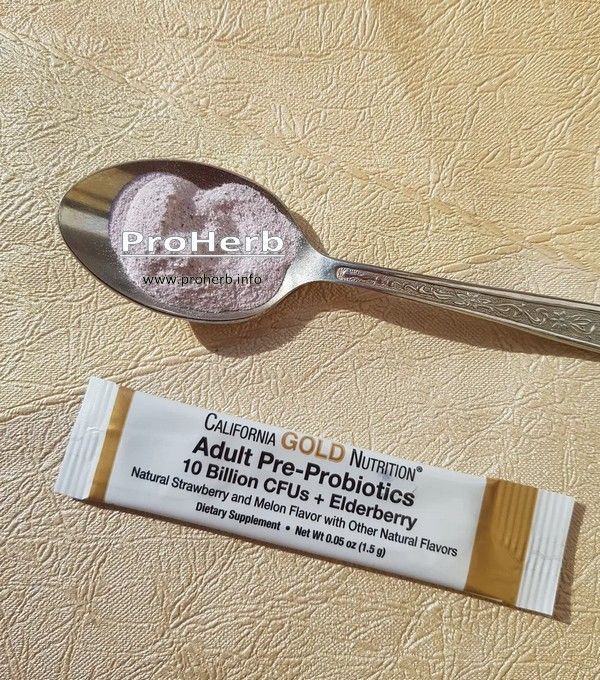 ProHerb
www.proherb.info
CALIFORNIA GOLD NUTRITION®
Adult Pre-Probiotics
10 Billion CFUs + Elderberry
Natural Strawberry and Melon Flavor with Other Natural Flavors
Dietary Supplement • Net Wt 0.05 oz (1.5 g)